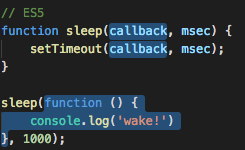 // ES5
function sleep(callback, msec) {
    setTimeout(callback, msec);
}

sleep(function () {
    console.log('wake!')
}, 1000);